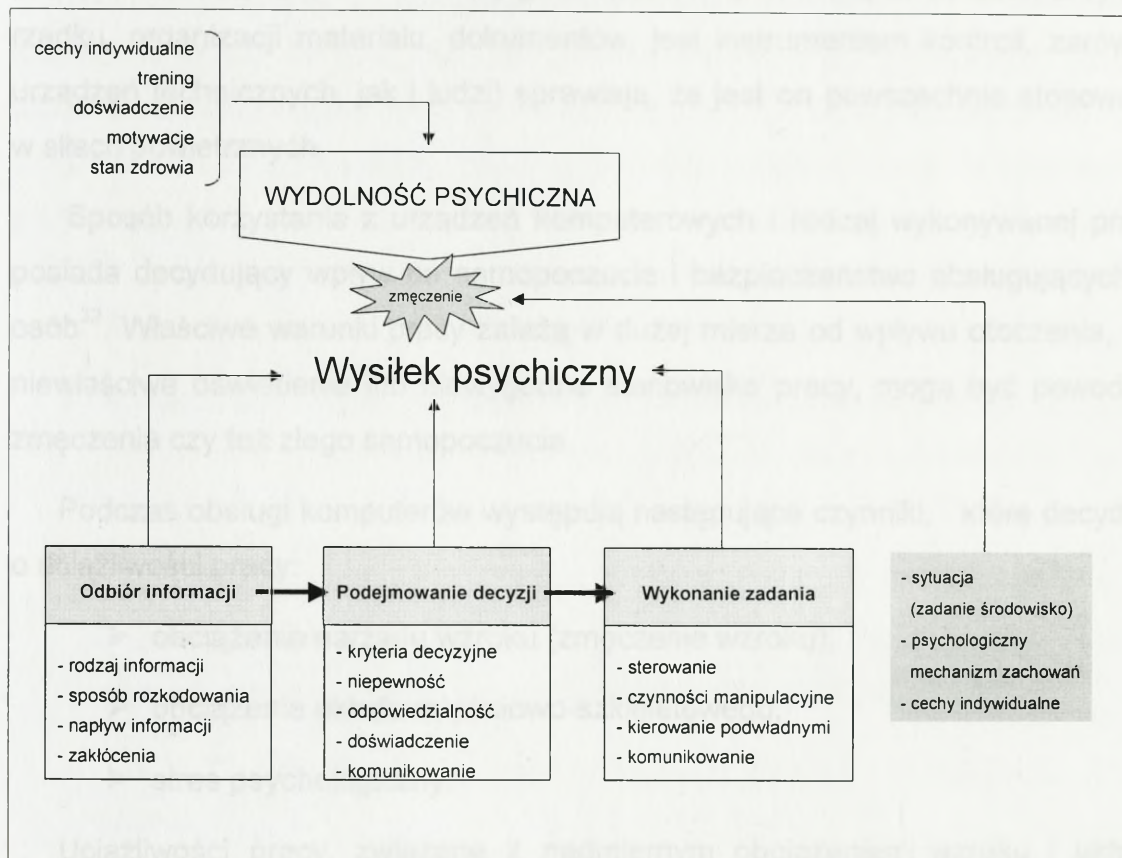 cechy indywidualne
trening
doświadczenie
motywacje
stan zdrowia
WYDOLNOŚĆ PSYCHICZNA
zmęczenie
Wysiłek psychiczny
Odbiór informacji
- rodzaj informacji
- sposób rozkodowania
- napływ informacji
- zakłócenia
Podejmowanie decyzji
- kryteria decyzyjne
- niepewność
- odpowiedzialność
- doświadczenie
- komunikowanie
Wykonanie zadania
- sterowanie
- czynności manipulacyjne
- kierowanie podwładnymi
- komunikowanie
- sytuacja
(zadanie środowisko)
- psychologiczny
mechanizm zachowań
- cechy indywidualne